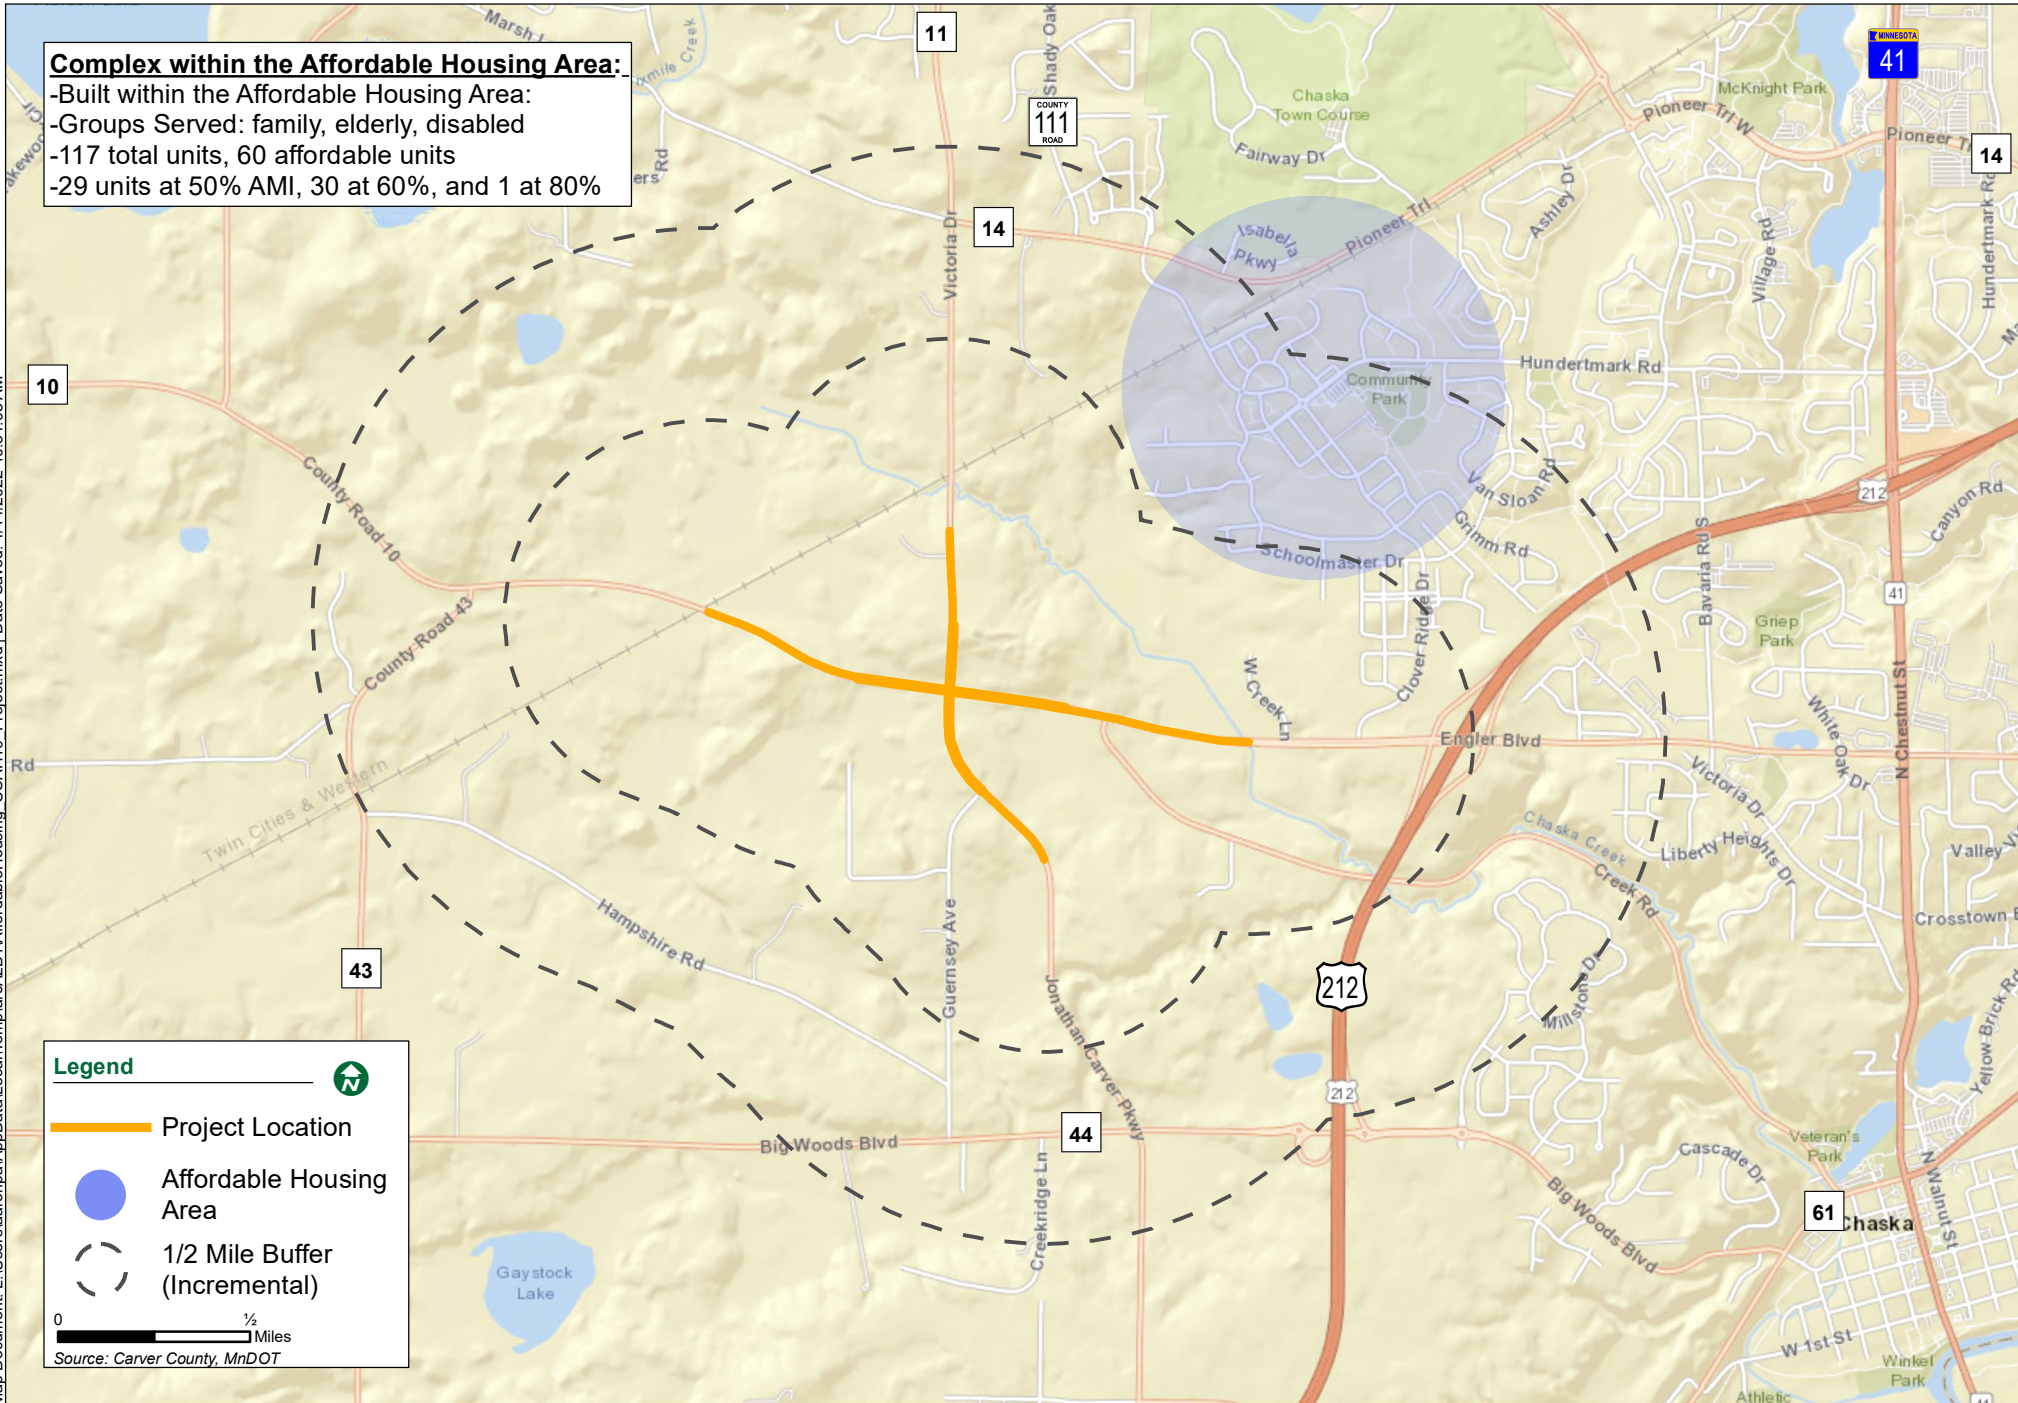 Complex within the Affordable Housing Area:
-Built within the Affordable Housing Area:
-Groups Served: family, elderly, disabled
-117 total units, 60 affordable units
-29 units at 50% AMI, 30 at 60%, and 1 at 80%
11
Shady Oak
COUNTY
111
ROAD
Chaska
Town Course
Fairway Dr
MINNESOTA
41
McKnight Park
Pioneer Trl W
14
Hundertmark Rd
Ashley Dr
Village Rd
Victoria Dr
14
Isabella
Pkwy
Pioneer Trl
10
Hundertmark Rd
Community
Park
County Road 10
Van Sloan Rd
212
Canyon Rd
Grimm Rd
Schoolmaster Dr
Bavaria Rd S
41
County Road 43
Clover Ridge Dr
Griep
Park
W Creek Ln
N Chestnut St
White Oak Dr
Engler Blvd
Rd
Victoria Dr
Twin Cities & Western
Chaska Creek
Liberty Heights Dr
Creek Rd
Hampshire Rd
Guernsey Ave
43
212
Millstone Dr
Jonathan Carver Pkwy
Yellow Brick Rd
212
44
Big Woods Blvd
Creekridge Ln
Cascade Dr
Veteran's
Park
N Walnut St
61
Chaska
Big Woods Blvd
Gaystock
Lake
W 1st St
Winkel
Park
Athletic
Legend
N
Project Location
Affordable Housing
Area
1/2 Mile Buffer
(Incremental)
0 ½
Miles
Source: Carver County, MnDOT